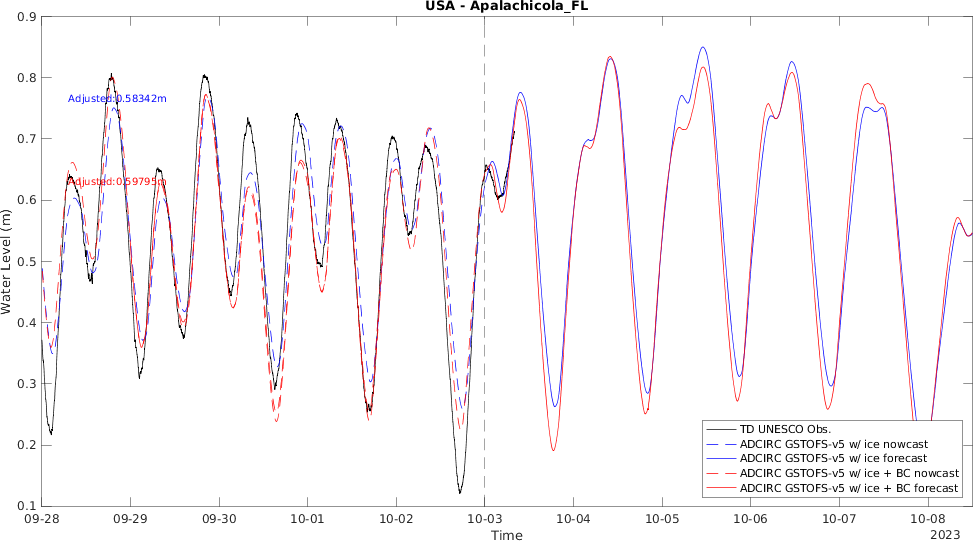 USA - Apalachicola_FL
0.9
0.8
0.7
0.6
0.5
0.4
0.3
0.2
0.1
Water Level (m)
Adjusted:0.58342m
Adjusted:0.59795m
TD UNESCO Obs.
ADCIRC GSTOFS-v5 w/ ice nowcast
ADCIRC GSTOFS-v5 w/ ice forecast
ADCIRC GSTOFS-v5 w/ ice + BC nowcast
ADCIRC GSTOFS-v5 w/ ice + BC forecast
09-28 09-29 09-30 10-01 10-02 10-03 10-04 10-05 10-06 10-07 10-08
Time 2023